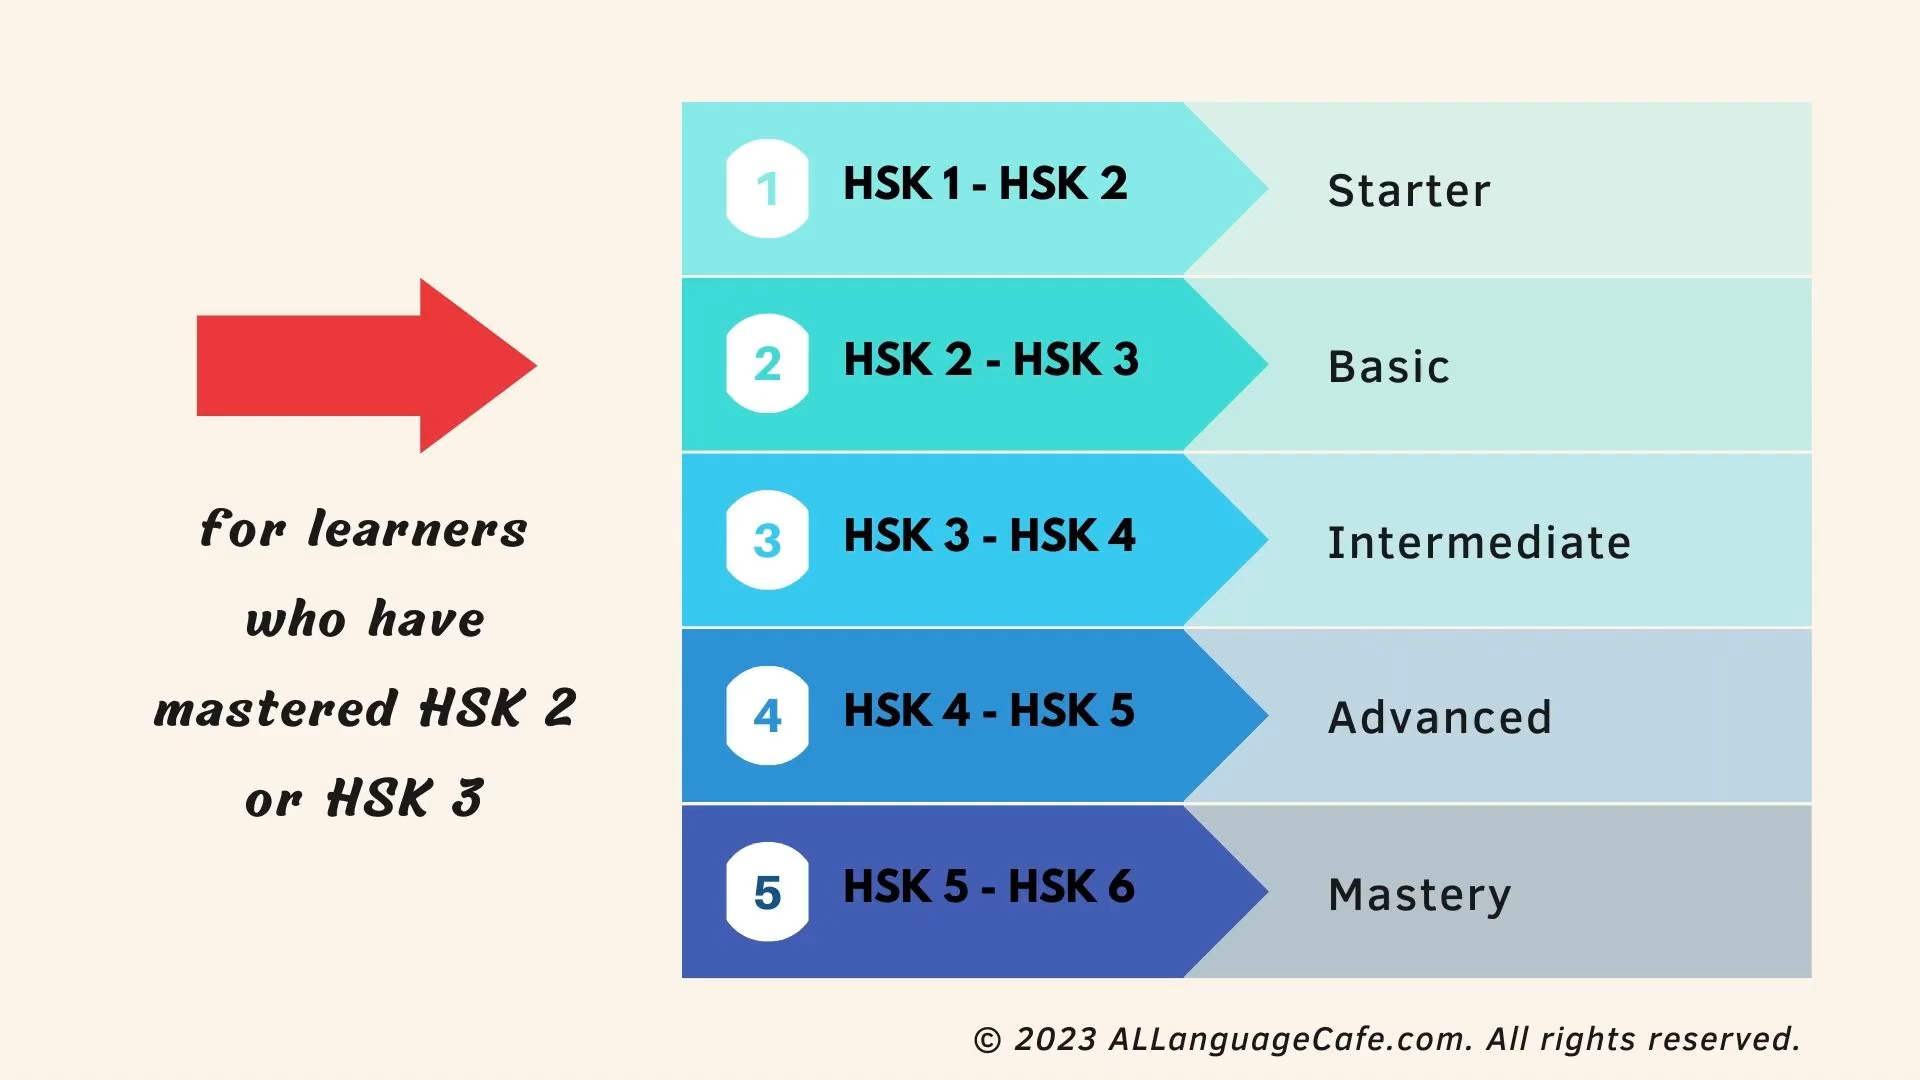 1 HSK 1 - HSK 2 Starter
2 HSK 2 - HSK 3 Basic
3 HSK 3 - HSK 4 Intermediate
4 HSK 4 - HSK 5 Advanced
5 HSK 5 - HSK 6 Mastery
for learners
who have
mastered HSK 2
or HSK 3
© 2023 ALLanguageCafe.com. All rights reserved.